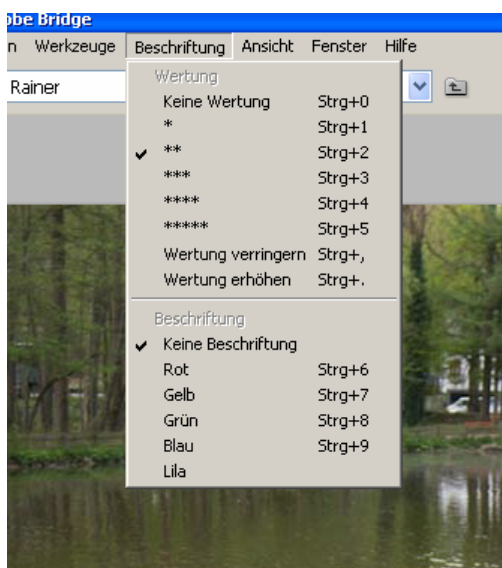 obe Bridge
n Werkzeuge Beschriftung Ansicht Fenster Hilfe
Rainer
Wertung
Keine Wertung Strg+0
* Strg+1
** Strg+2
*** Strg+3
**** Strg+4
***** Strg+5
Wertung verringern Strg+,
Wertung erhöhen Strg+.
Beschriftung
Keine Beschriftung
Rot Strg+6
Gelb Strg+7
Grün Strg+8
Blau Strg+9
Lila